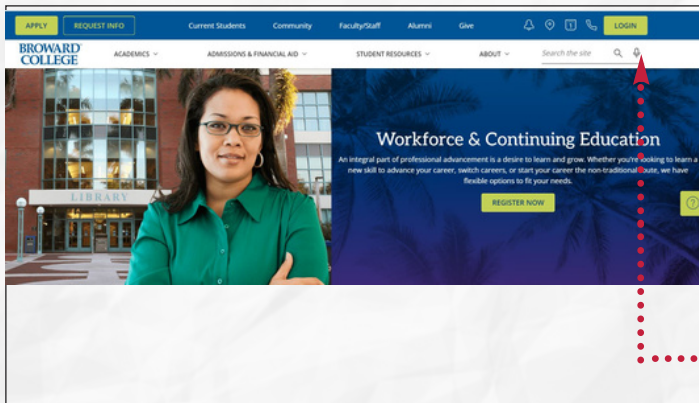 APPLY
REQUEST INFO
Current Students
Community
Faculty/Staff
Alumni
Give
LOGIN
BROWARD
COLLEGE
ACADEMICS
ADMISSIONS & FINANCIAL AID
STUDENT RESOURCES
ABOUT
Search the site
LIBRARY
Workforce & Continuing Education
An integral part of professional advancement is a desire to learn and grow. Whether you're looking to learn a
new skill to advance your career, switch careers, or start your career the non-traditional route, we have
flexible options to fit your needs.
REGISTER NOW